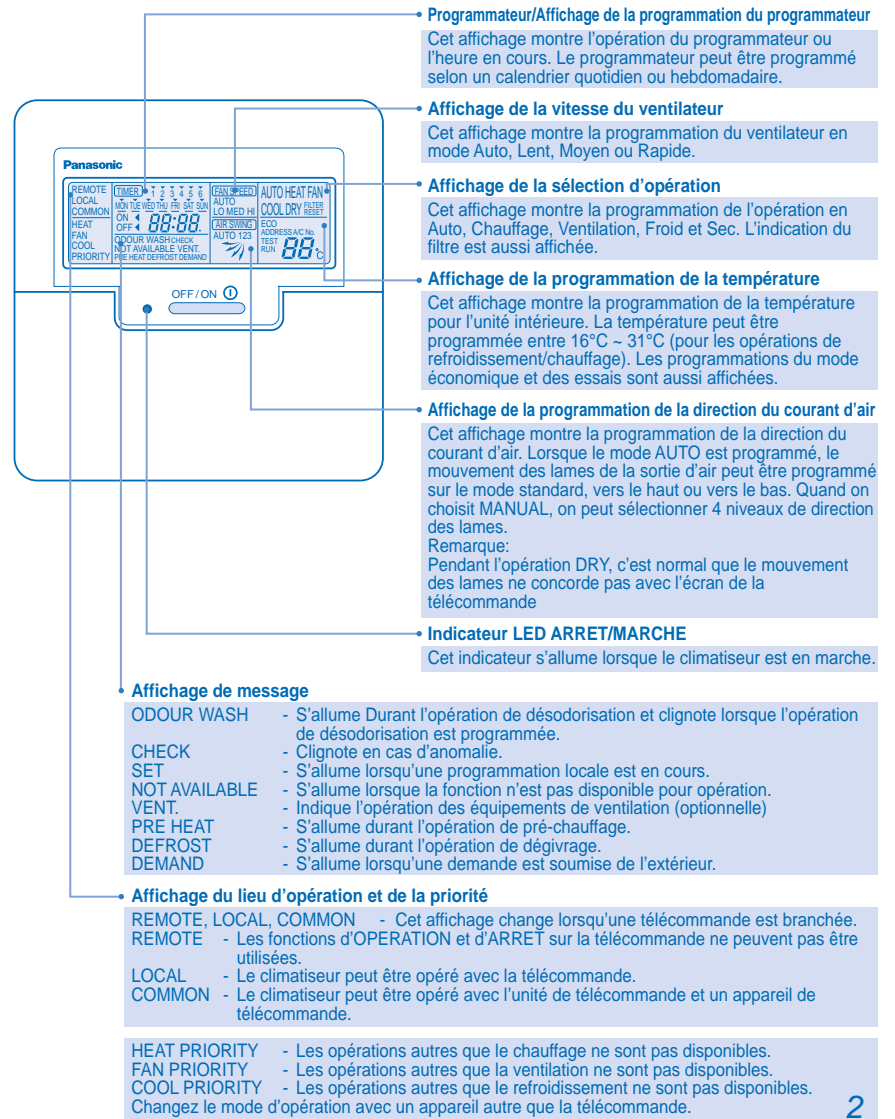 Programmateur/Affichage de la programmation du programmateur
Cet affichage montre l'opération du programmateur ou
l'heure en cours. Le programmateur peut être programmé
selon un calendrier quotidien ou hebdomadaire.
Affichage de la vitesse du ventilateur
Cet affichage montre la programmation du ventilateur en
mode Auto, Lent, Moyen ou Rapide.
Affichage de la sélection d'opération
Cet affichage montre la programmation de l'opération en
Auto, Chauffage, Ventilation, Froid et Sec. L'indication du
filtre est aussi affichée.
Affichage de la programmation de la température
Cet affichage montre la programmation de la température
pour l'unité intérieure. La température peut être
programmée entre 16°C ~ 31°C (pour les opérations de
refroidissement/chauffage). Les programmations du mode
économique et des essais sont aussi affichées.
Affichage de la programmation de la direction du courant d'air
Cet affichage montre la programmation de la direction du
courant d'air. Lorsque le mode AUTO est programmé, le
mouvement des lames de la sortie d'air peut être programmé
sur le mode standard, vers le haut ou vers le bas. Quand on
choisit MANUAL, on peut sélectionner 4 niveaux de direction
des lames.
Remarque:
Pendant l'opération DRY, c'est normal que le mouvement
des lames ne concorde pas avec l'écran de la
télécommande
Indicateur LED ARRET/MARCHE
Cet indicateur s'allume lorsque le climatiseur est en marche.
Panasonic
REMOTE
LOCAL
COMMON
HEAT
FAN
COOL
PRIORITY
TIMER 1 2 3 4 5 6
MON TUE WED THU FRI SAT SUN
ON
OFF 88:88.
ODOUR WASH CHECK
NOT AVAILABLE VENT.
PRE HEAT DEFROST DEMAND
FAN SPEED
AUTO
LO MED HI
AIR SWING
AUTO 123
AUTO HEAT FAN
COOL DRY FILTER RESET
ECO
ADDRESS A/C No.
TEST
RUN 88°C
OFF/ON
Affichage de message
ODOUR WASH - S'allume Durant l'opération de désodorisation et clignote lorsque l'opération
de désodorisation est programmée.
CHECK - Clignote en cas d'anomalie.
SET - S'allume lorsqu'une programmation locale est en cours.
NOT AVAILABLE - S'allume lorsque la fonction n'est pas disponible pour opération.
VENT. - Indique l'opération des équipements de ventilation (optionnelle)
PRE HEAT - S'allume durant l'opération de pré-chauffage.
DEFROST - S'allume durant l'opération de dégivrage.
DEMAND - S'allume lorsqu'une demande est soumise de l'extérieur.
Affichage du lieu d'opération et de la priorité
REMOTE, LOCAL, COMMON - Cet affichage change lorsqu'une télécommande est branchée.
REMOTE - Les fonctions d'OPERATION et d'ARRET sur la télécommande ne peuvent pas être
utilisées.
LOCAL - Le climatiseur peut être opéré avec la télécommande.
COMMON - Le climatiseur peut être opéré avec l'unité de télécommande et un appareil de
télécommande.
HEAT PRIORITY - Les opérations autres que le chauffage ne sont pas disponibles.
FAN PRIORITY - Les opérations autres que la ventilation ne sont pas disponibles.
COOL PRIORITY - Les opérations autres que le refroidissement ne sont pas disponibles.
Changez le mode d'opération avec un appareil autre que la télécommande.
2